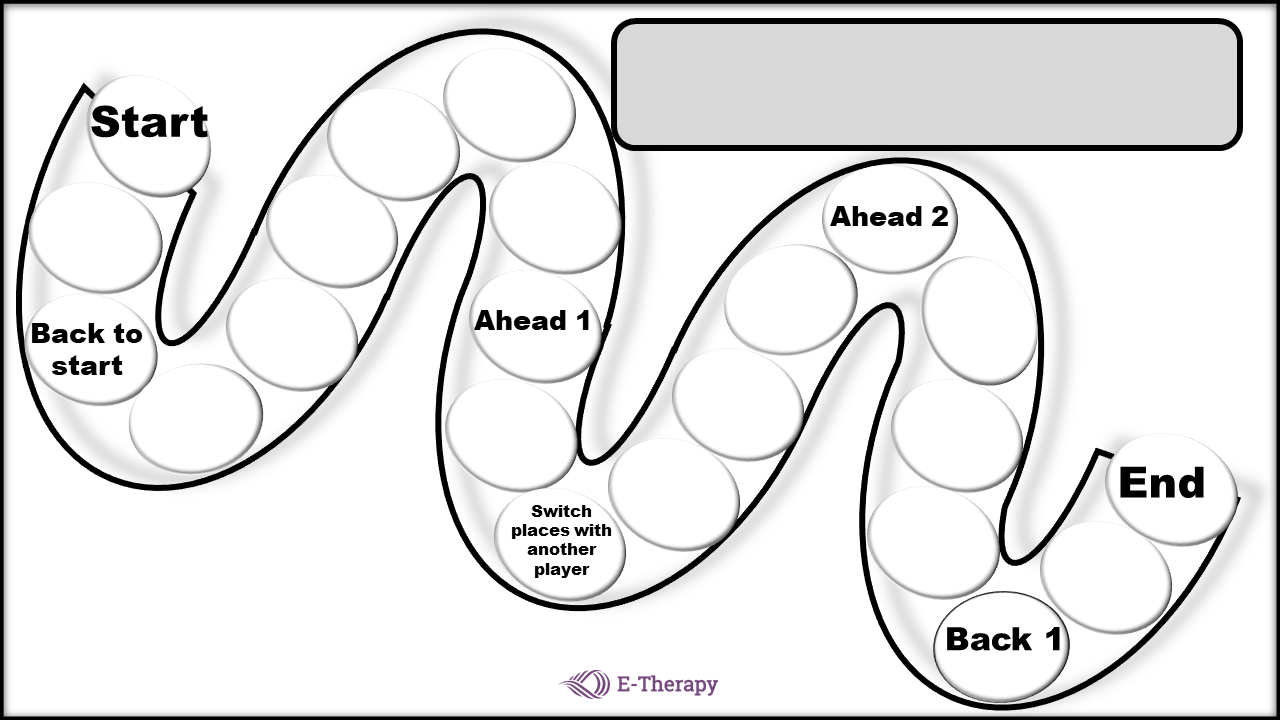 Start
Back to
start
Ahead 1
Switch
places with
another
player
Ahead 2
Back 1
End
E-Therapy